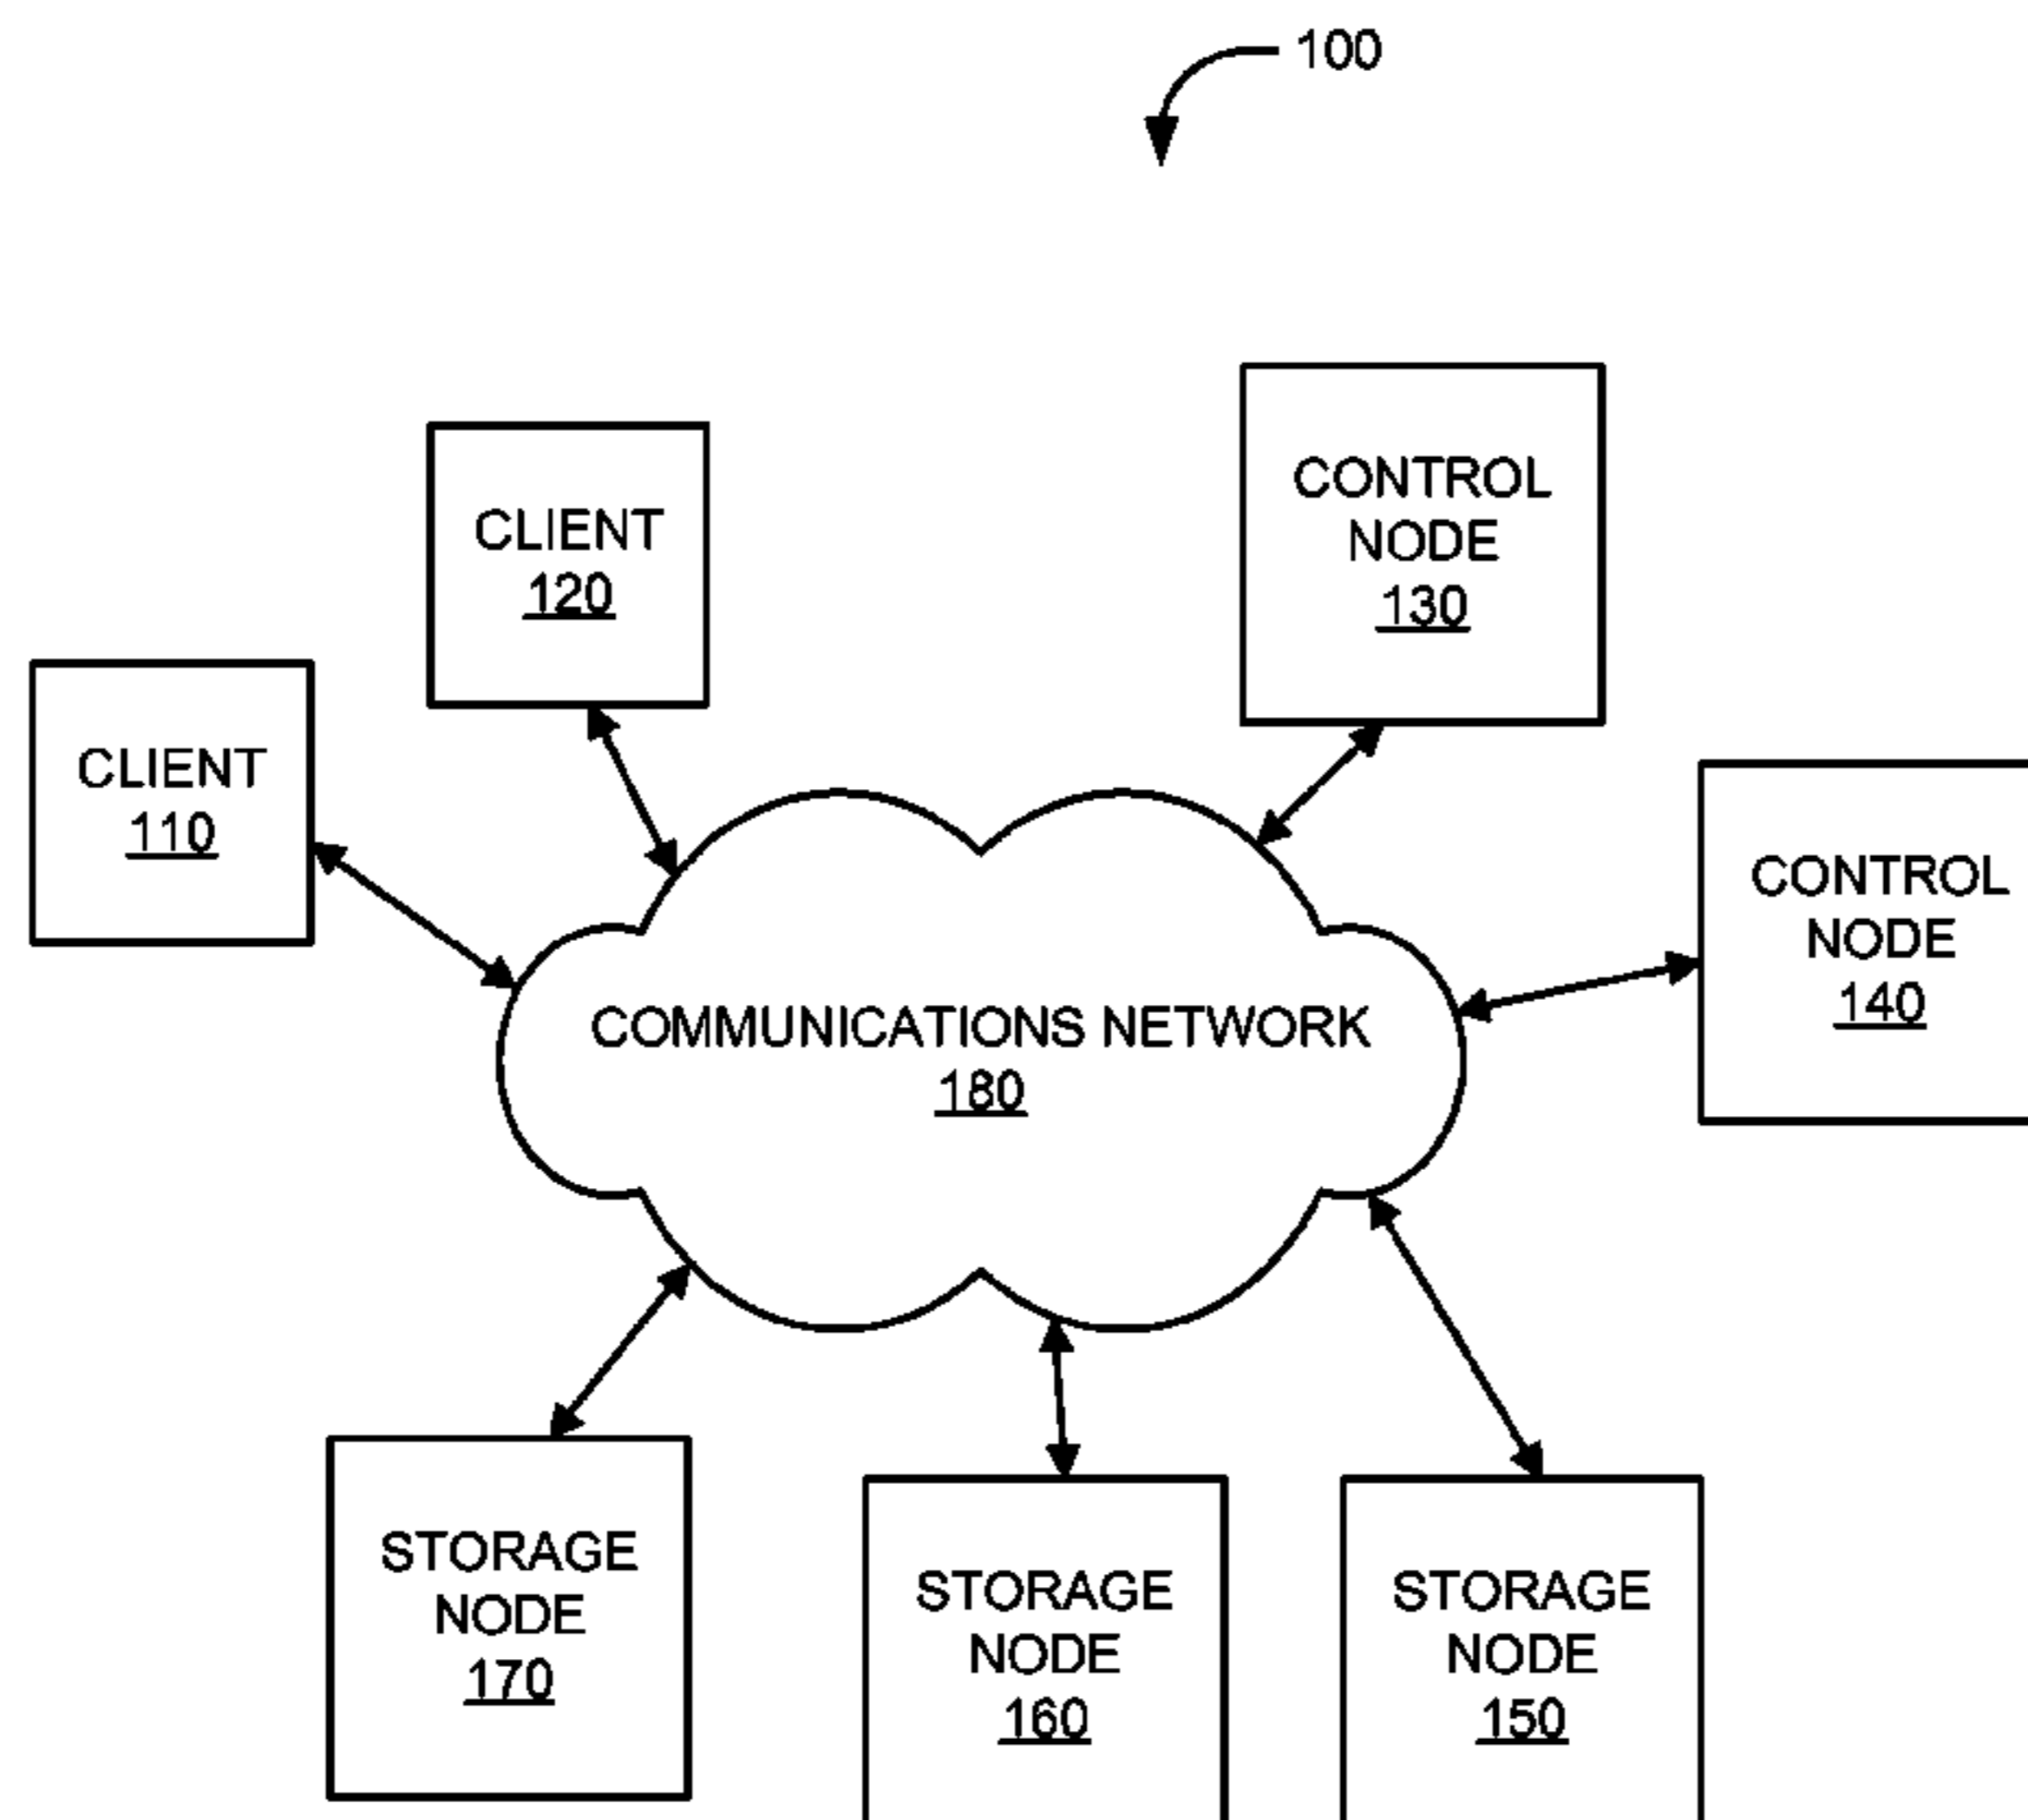 100
CONTROL
NODE
130
CLIENT
120
CLIENT
110
CONTROL
NODE
140
COMMUNICATIONS NETWORK
180
STORAGE
NODE
170
STORAGE
NODE
160
STORAGE
NODE
150